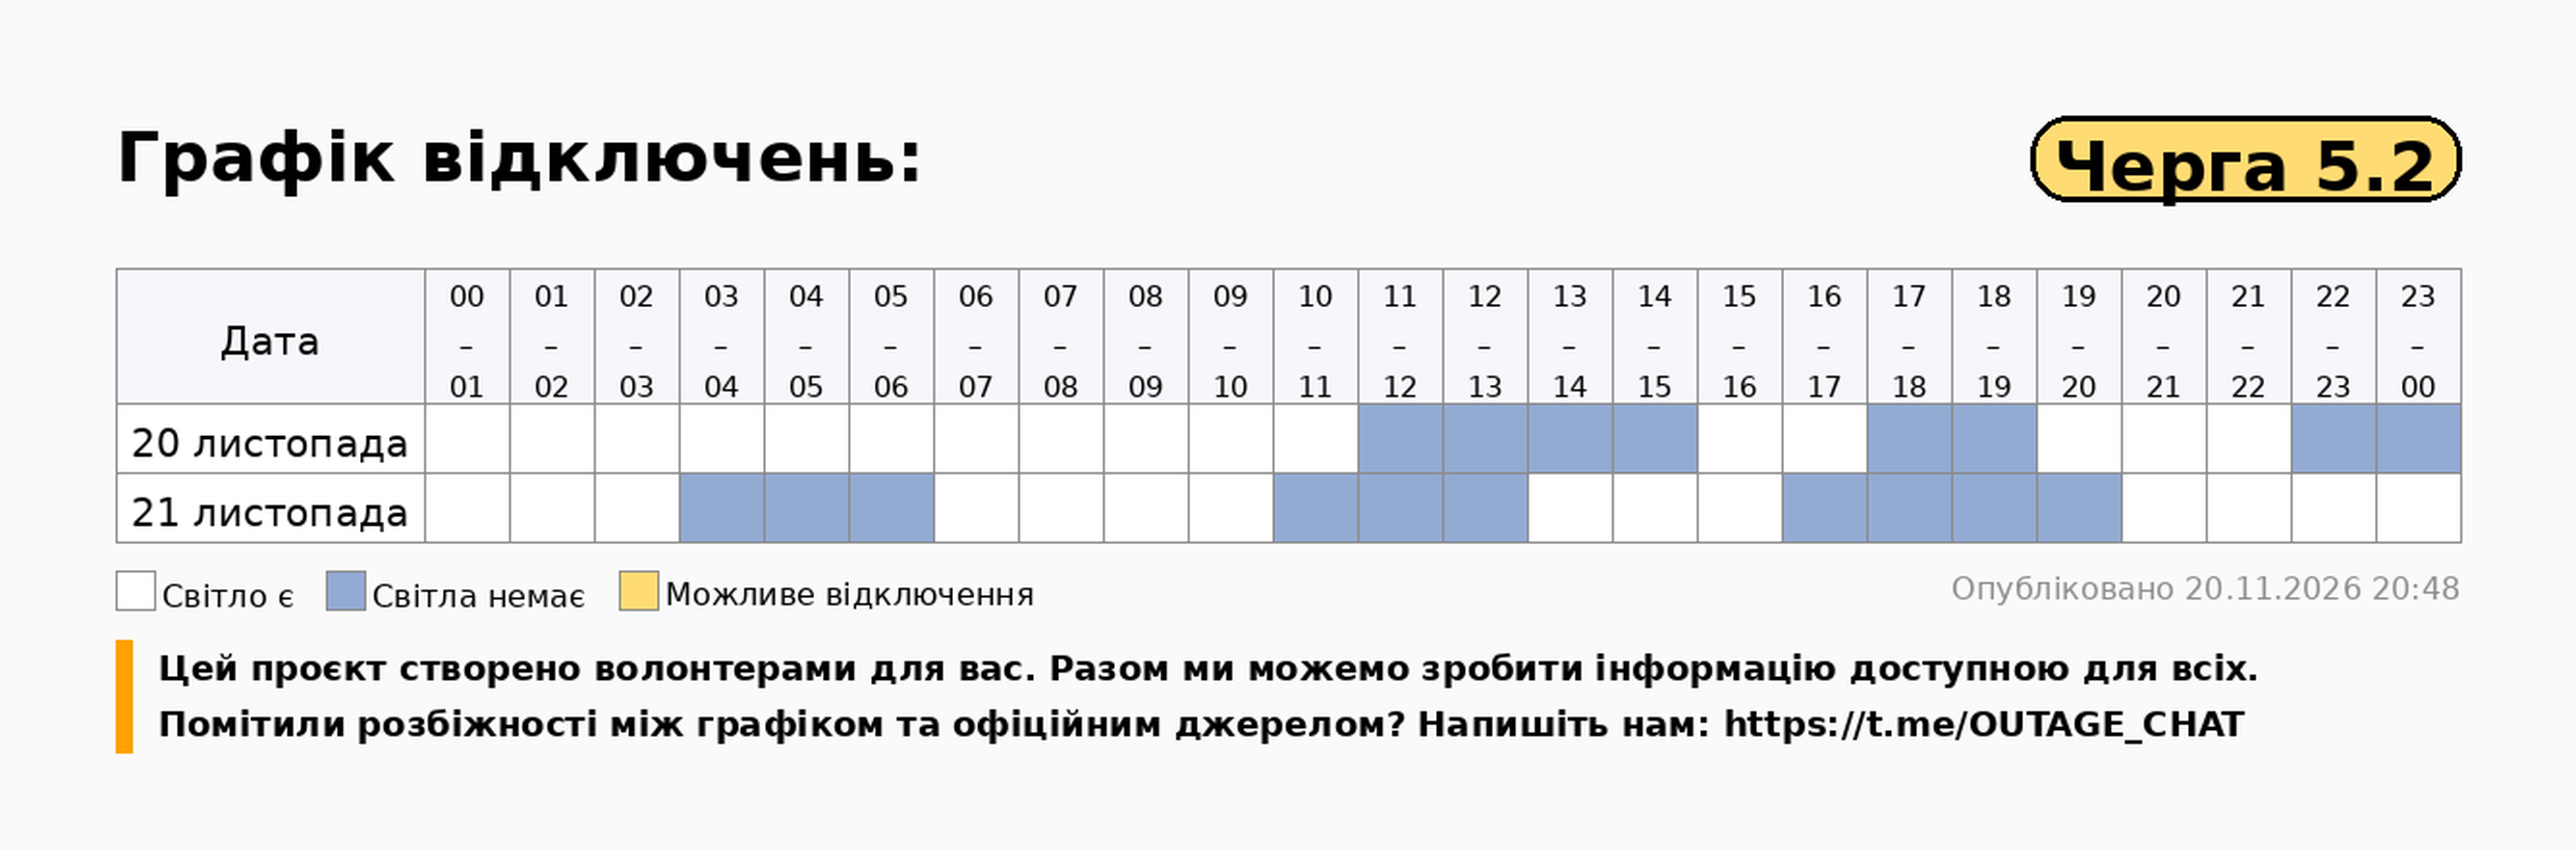 Графік відключень:
Черга 5.2
Дата
00 – 01
01 – 02
02 – 03
03 – 04
04 – 05
05 – 06
06 – 07
07 – 08
08 – 09
09 – 10
10 – 11
11 – 12
12 – 13
13 – 14
14 – 15
15 – 16
16 – 17
17 – 18
18 – 19
19 – 20
20 – 21
21 – 22
22 – 23
23 – 00
20 листопада
21 листопада
Світло є
Світла немає
Можливе відключення
Опубліковано 20.11.2026 20:48
Цей проєкт створено волонтерами для вас. Разом ми можемо зробити інформацію доступною для всіх.
Помітили розбіжності між графіком та офіційним джерелом? Напишіть нам: https://t.me/OUTAGE_CHAT